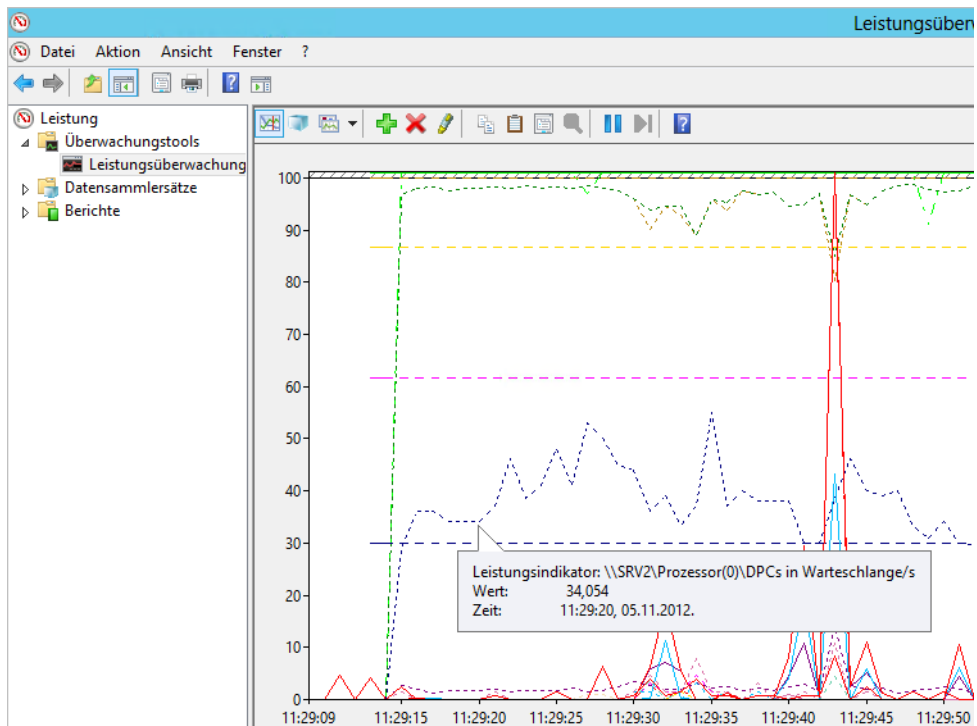 Leistungsüberw
Datei Aktion Ansicht Fenster ?
Leistung
Überwachungstools
Leistungsüberwachung
Datensammlersätze
Berichte
100
90
80
70
60
50
40
30
20
10
0
Leistungsindikator: \\SRV2\Prozessor(0)\DPCs in Warteschlange/s
Wert: 34,054
Zeit: 11:29:20, 05.11.2012.
11:29:09 11:29:15 11:29:20 11:29:25 11:29:30 11:29:35 11:29:40 11:29:45 11:29:50